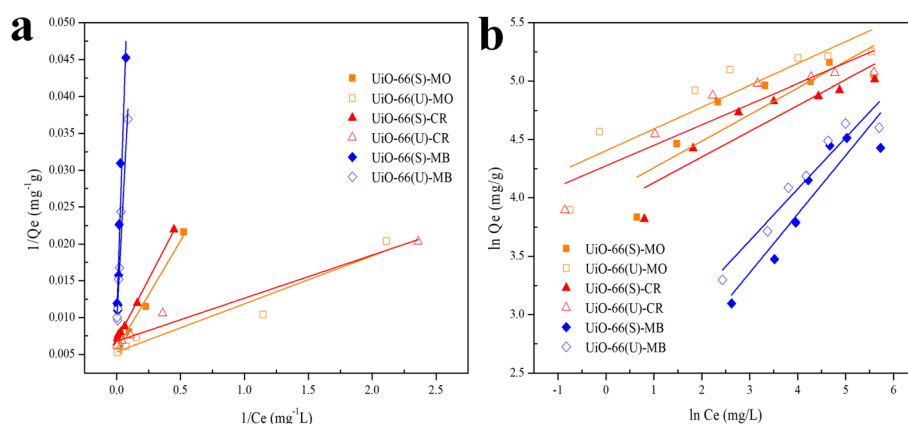 a
0.050
0.045
0.040
0.035
0.030
0.025
0.020
0.015
0.010
0.005
1/Qe (mg⁻¹g)
UiO-66(S)-MO
UiO-66(U)-MO
UiO-66(S)-CR
UiO-66(U)-CR
UiO-66(S)-MB
UiO-66(U)-MB
0.0 0.5 1.0 1.5 2.0 2.5
1/Ce (mg⁻¹L)
b
5.5
5.0
4.5
4.0
3.5
3.0
2.5
ln Qe (mg/g)
UiO-66(S)-MO
UiO-66(U)-MO
UiO-66(S)-CR
UiO-66(U)-CR
UiO-66(S)-MB
UiO-66(U)-MB
-1 0 1 2 3 4 5 6
ln Ce (mg/L)